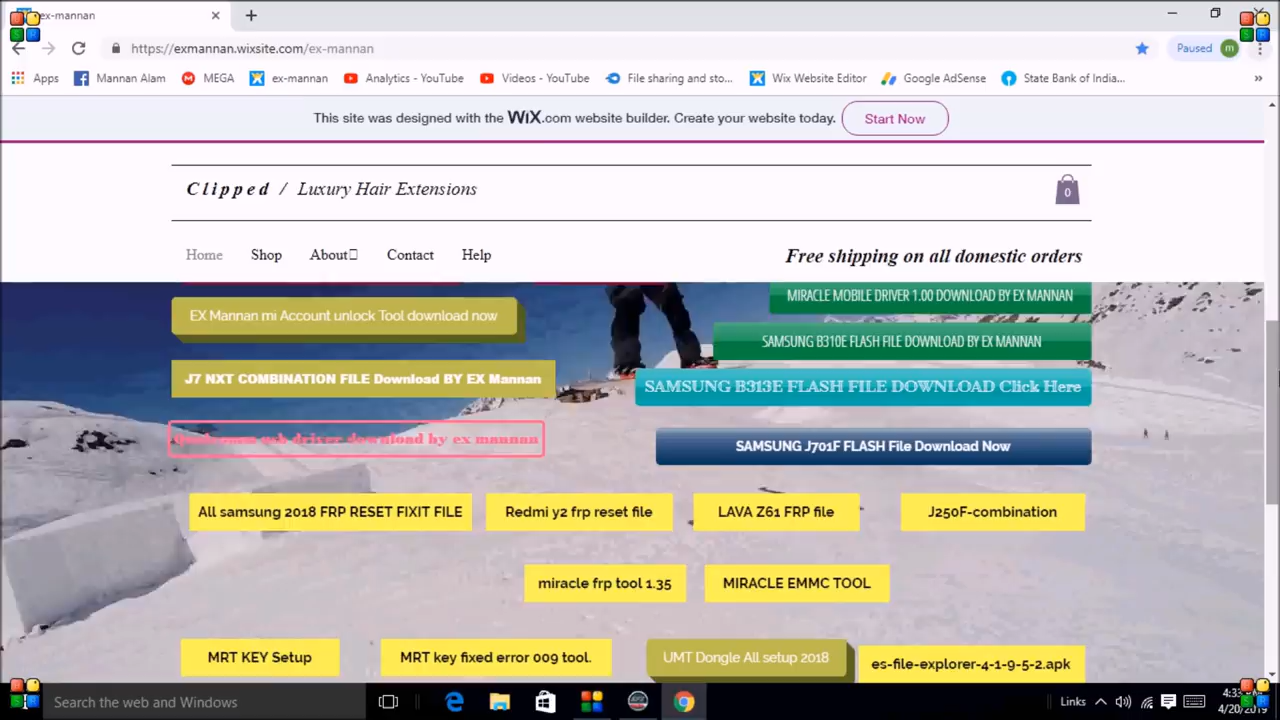 ex-mannan
https://exmannan.wixsite.com/ex-mannan
Paused
m
Apps
Mannan Alam
MEGA
ex-mannan
Analytics - YouTube
Videos - YouTube
File sharing and sto...
Wix Website Editor
Google AdSense
State Bank of India...
»
This site was designed with the WiX.com website builder. Create your website today.
Start Now
Clipped / Luxury Hair Extensions
0
Home
Shop
About
Contact
Help
Free shipping on all domestic orders
MIRACLE MOBILE DRIVER 1.00 DOWNLOAD BY EX MANNAN
EX Mannan mi Account unlock Tool download now
SAMSUNG B310E FLASH FILE DOWNLOAD BY EX MANNAN
J7 NXT COMBINATION FILE Download BY EX Mannan
SAMSUNG B313E FLASH FILE DOWNLOAD Click Here
Qualcomm usb driver download by ex mannan
SAMSUNG J701F FLASH File Download Now
All samsung 2018 FRP RESET FIXIT FILE
Redmi y2 frp reset file
LAVA Z61 FRP file
J250F-combination
miracle frp tool 1.35
MIRACLE EMMC TOOL
MRT KEY Setup
MRT key fixed error 009 tool.
UMT Dongle All setup 2018
es-file-explorer-4-1-9-5-2.apk
Search the web and Windows
Links
4/20/2019